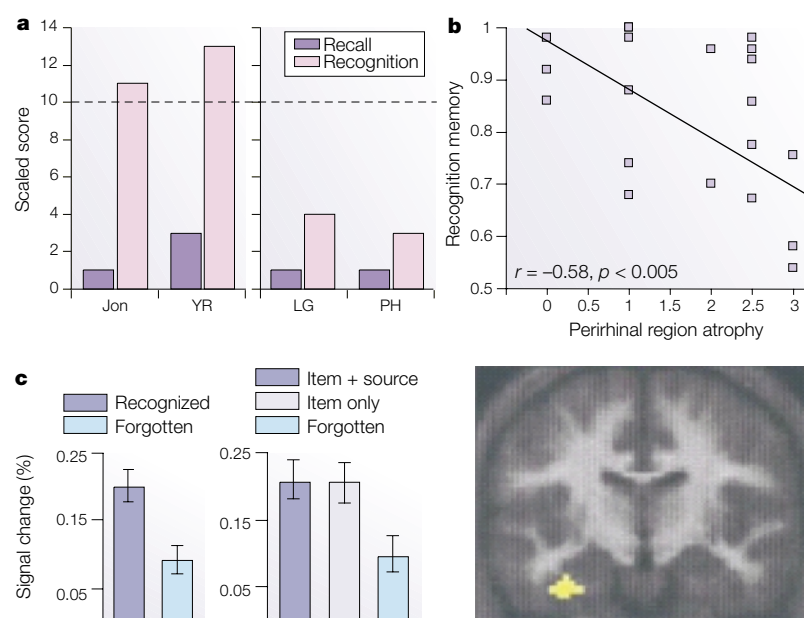 a
14
12
10
8
6
4
2
0
Scaled score
Recall
Recognition
Jon
YR
LG
PH
b
1
0.9
0.8
0.7
0.6
0.5
Recognition memory
r = –0.58, p < 0.005
0 0.5 1 1.5 2 2.5 3
Perirhinal region atrophy
c
Recognized
Forgotten
Item + source
Item only
Forgotten
Signal change (%)
0.25
0.15
0.05
0.25
0.15
0.05